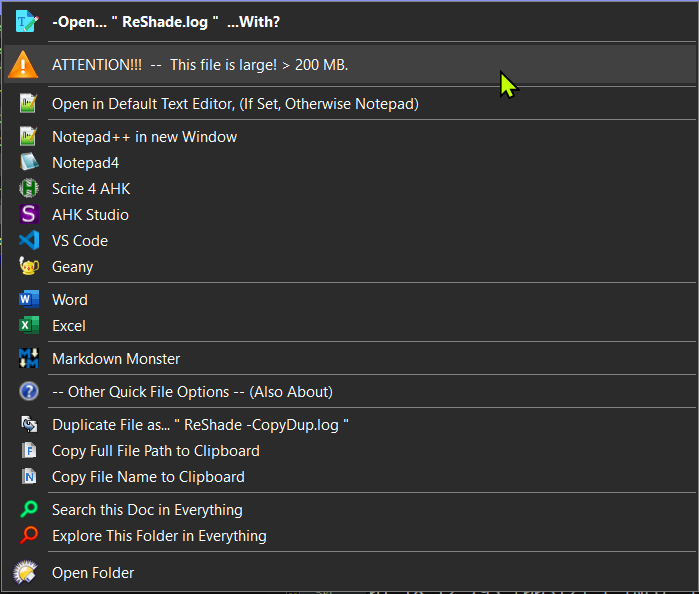 -Open... " ReShade.log " ...With?
ATTENTION!!! -- This file is large! > 200 MB.
Open in Default Text Editor, (If Set, Otherwise Notepad)
Notepad++ in new Window
Notepad4
Scite 4 AHK
AHK Studio
VS Code
Geany
Word
Excel
Markdown Monster
-- Other Quick File Options -- (Also About)
Duplicate File as... " ReShade -CopyDup.log "
Copy Full File Path to Clipboard
Copy File Name to Clipboard
Search this Doc in Everything
Explore This Folder in Everything
Open Folder